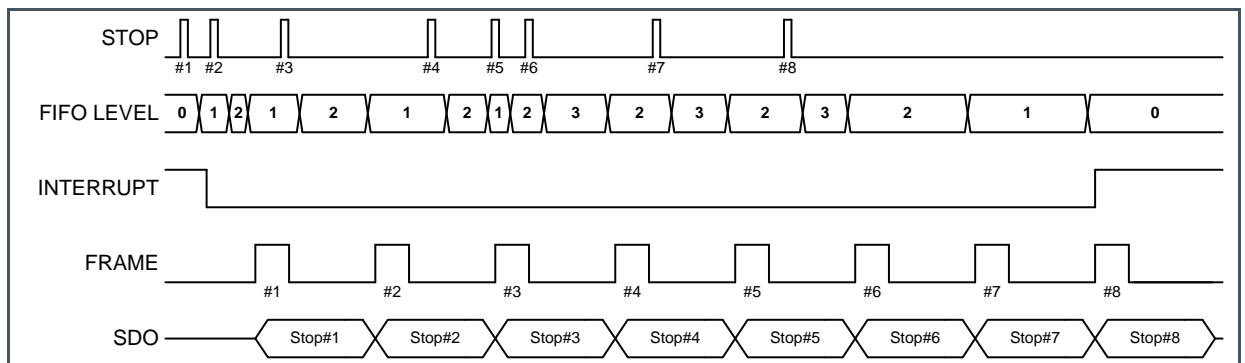 STOP
#1 #2 #3 #4 #5 #6 #7 #8
FIFO LEVEL 0 1 2 1 2 1 2 1 2 3 2 3 2 3 2 1 0
INTERRUPT
FRAME
#1 #2 #3 #4 #5 #6 #7 #8
SDO Stop#1 Stop#2 Stop#3 Stop#4 Stop#5 Stop#6 Stop#7 Stop#8